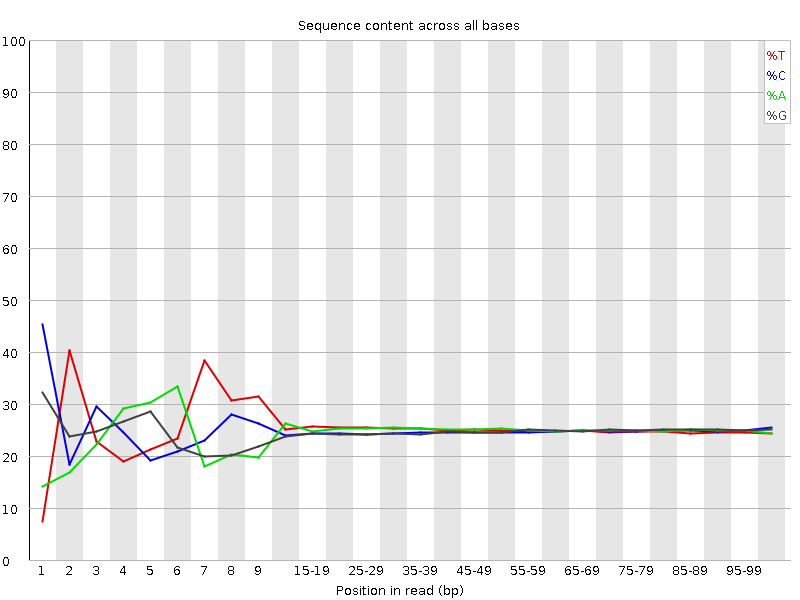 Sequence content across all bases
100
90
80
70
60
50
40
30
20
10
0
%T
%C
%A
%G
1 2 3 4 5 6 7 8 9 15-19 25-29 35-39 45-49 55-59 65-69 75-79 85-89 95-99
Position in read (bp)